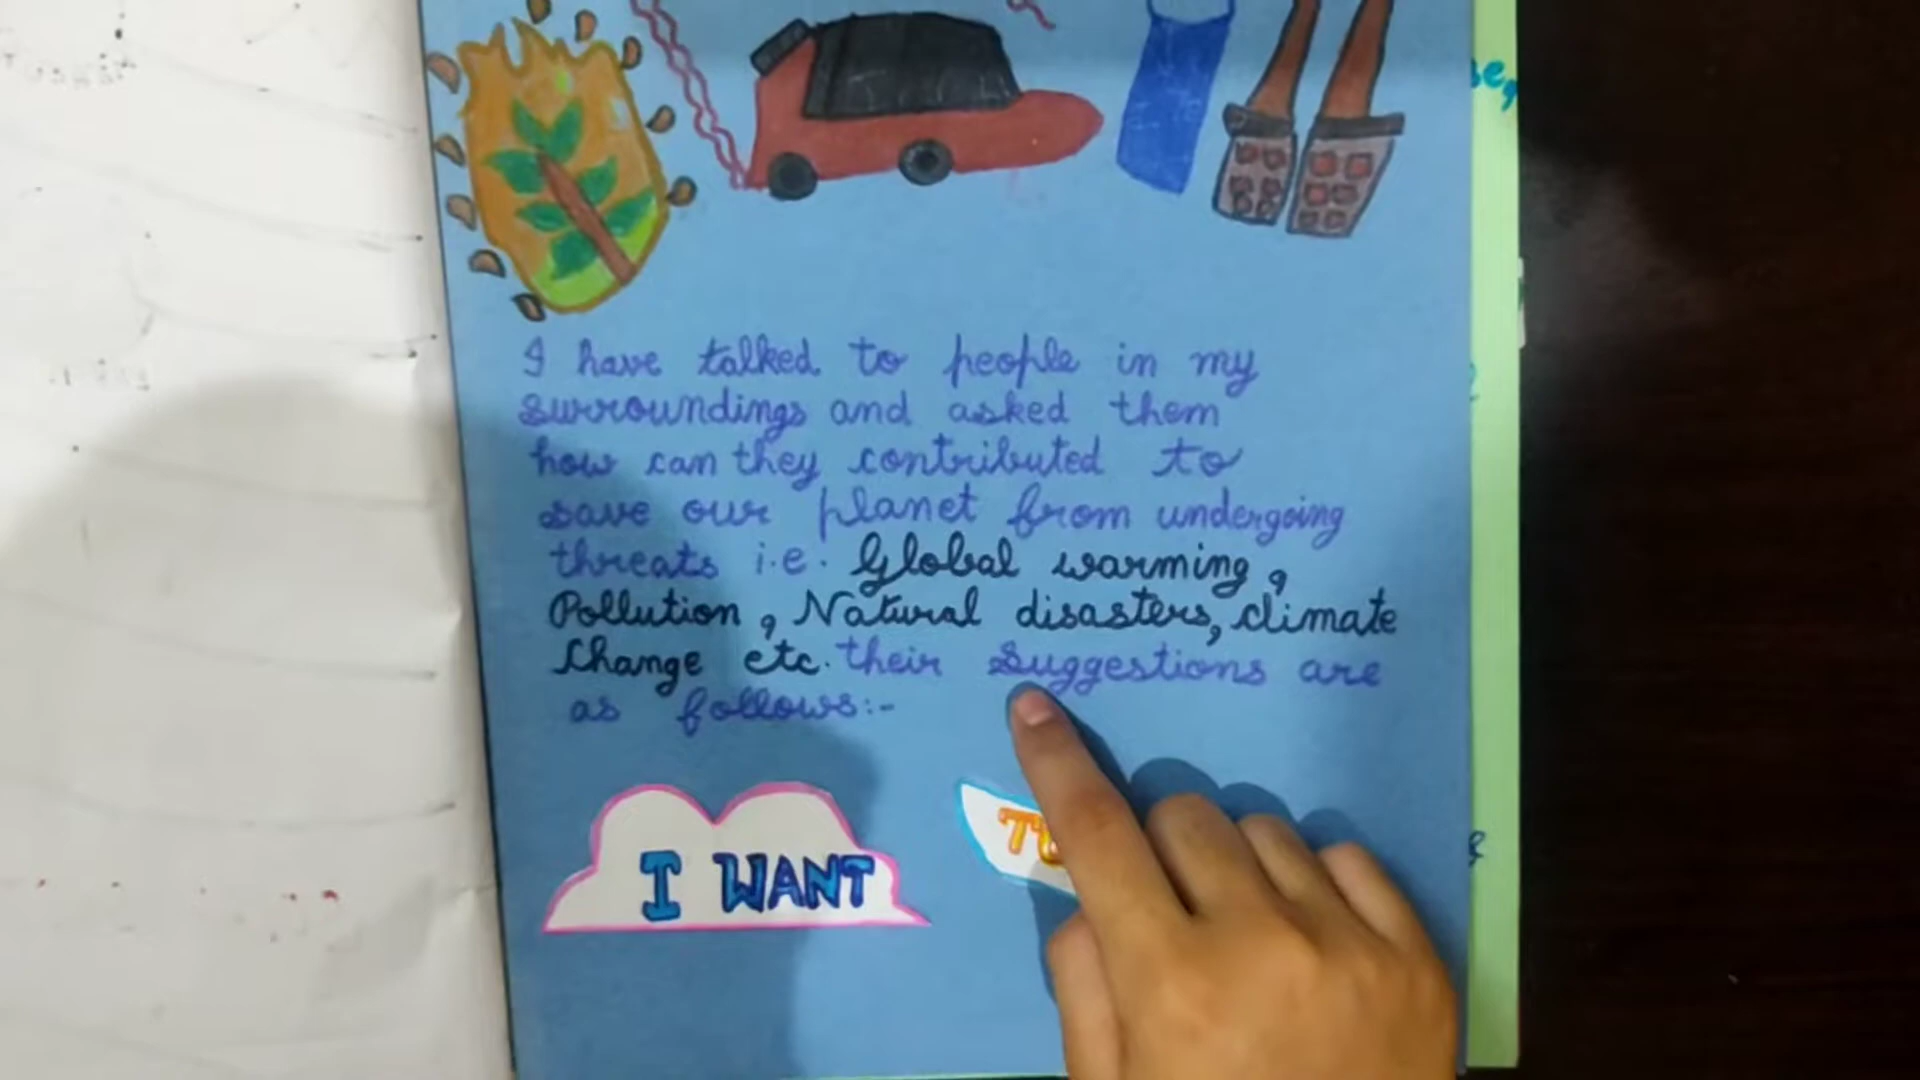 I have talked to people in my
surroundings and asked them
how can they contributed to
save our planet from undergoing
threats i.e. Global warming,
Pollution, Natural disasters, climate
Change etc. their Suggestions are
as follows:-
I WANT